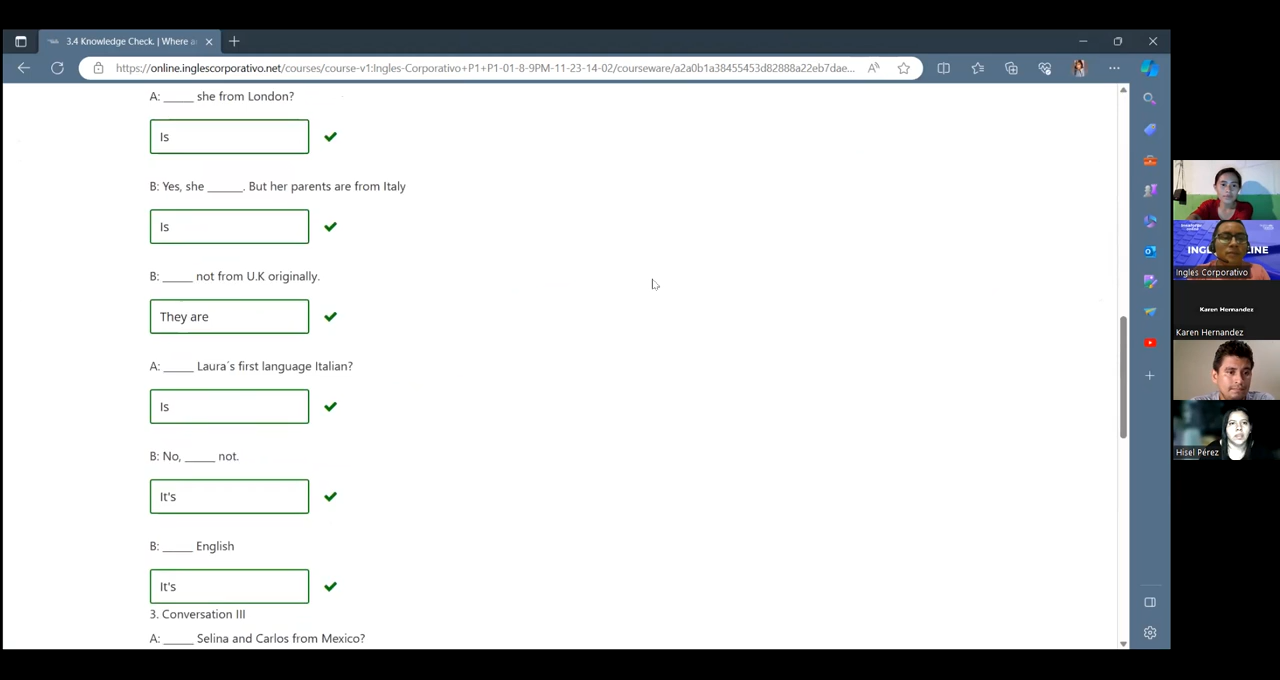 3.4 Knowledge Check. | Where a
https://online.inglescorporativo.net/courses/course-v1:Ingles-Corporativo+P1+P1-01-8-9PM-11-23-14-02/courseware/a2a0b1a38455453d82888a22eb7dae...
A: _____ she from London?
Is
B: Yes, she ______. But her parents are from Italy
Is
B: _____ not from U.K originally.
They are
A: _____ Laura´s first language Italian?
Is
B: No, _____ not.
It's
B: _____ English
It's
3. Conversation III
A: _____ Selina and Carlos from Mexico?
Ingles Corporativo
Karen Hernandez
Karen Hernandez
Hisel Pérez